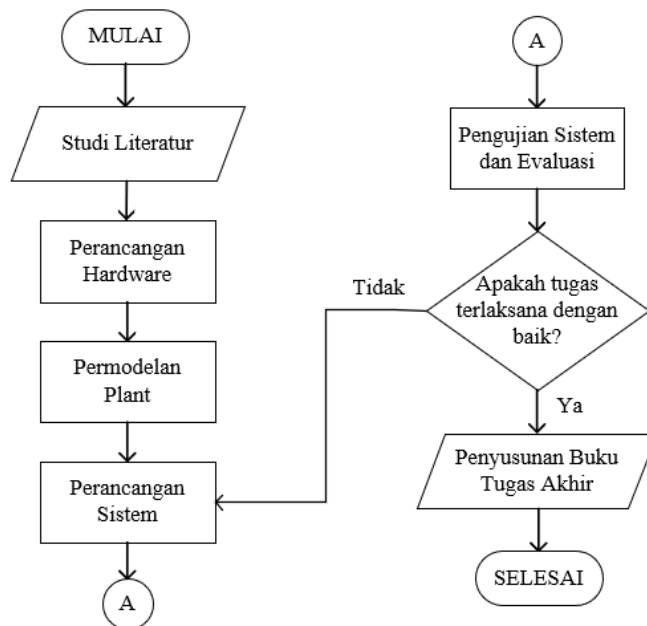 MULAI
Studi Literatur
Perancangan
Hardware
Permodelan
Plant
Perancangan
Sistem
A
A
Pengujian Sistem
dan Evaluasi
Apakah tugas
terlaksana dengan
baik?
Tidak
Ya
Penyusunan Buku
Tugas Akhir
SELESAI